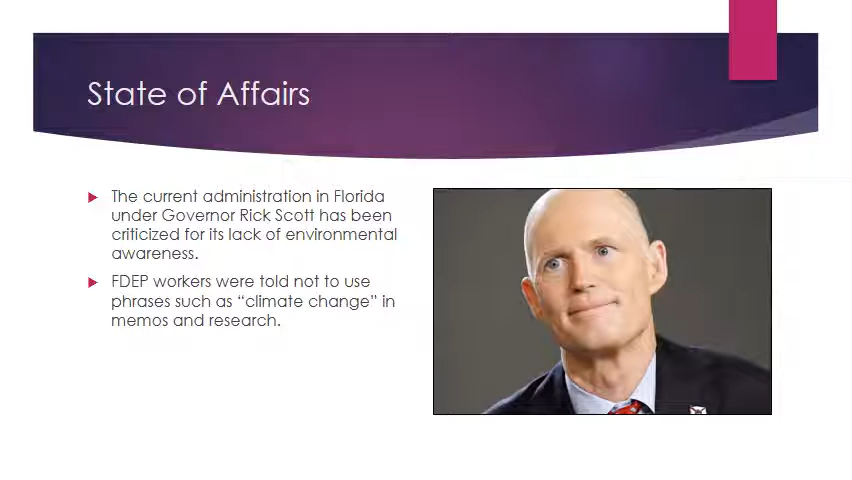 State of Affairs
The current administration in Florida
under Governor Rick Scott has been
criticized for its lack of environmental
awareness.
FDEP workers were told not to use
phrases such as “climate change” in
memos and research.